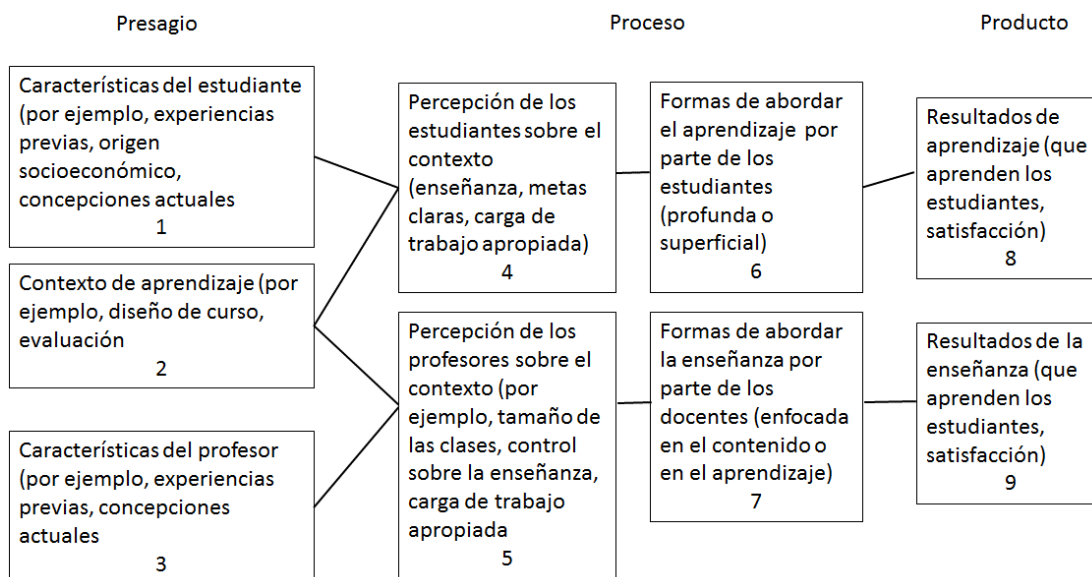 Presagio
Proceso
Producto
Características del estudiante
(por ejemplo, experiencias
previas, origen
socioeconómico,
concepciones actuales
1
Contexto de aprendizaje (por
ejemplo, diseño de curso,
evaluación
2
Características del profesor
(por ejemplo, experiencias
previas, concepciones
actuales
3
Percepción de los
estudiantes sobre el
contexto
(enseñanza, metas
claras, carga de
trabajo apropiada)
4
Percepción de los
profesores sobre el
contexto (por
ejemplo, tamaño de
las clases, control
sobre la enseñanza,
carga de trabajo
apropiada
5
Formas de abordar
el aprendizaje por
parte de los
estudiantes
(profunda o
superficial)
6
Formas de abordar
la enseñanza por
parte de los
docentes (enfocada
en el contenido o
en el aprendizaje)
7
Resultados de
aprendizaje (que
aprenden los
estudiantes,
satisfacción)
8
Resultados de la
enseñanza (que
aprenden los
estudiantes,
satisfacción)
9